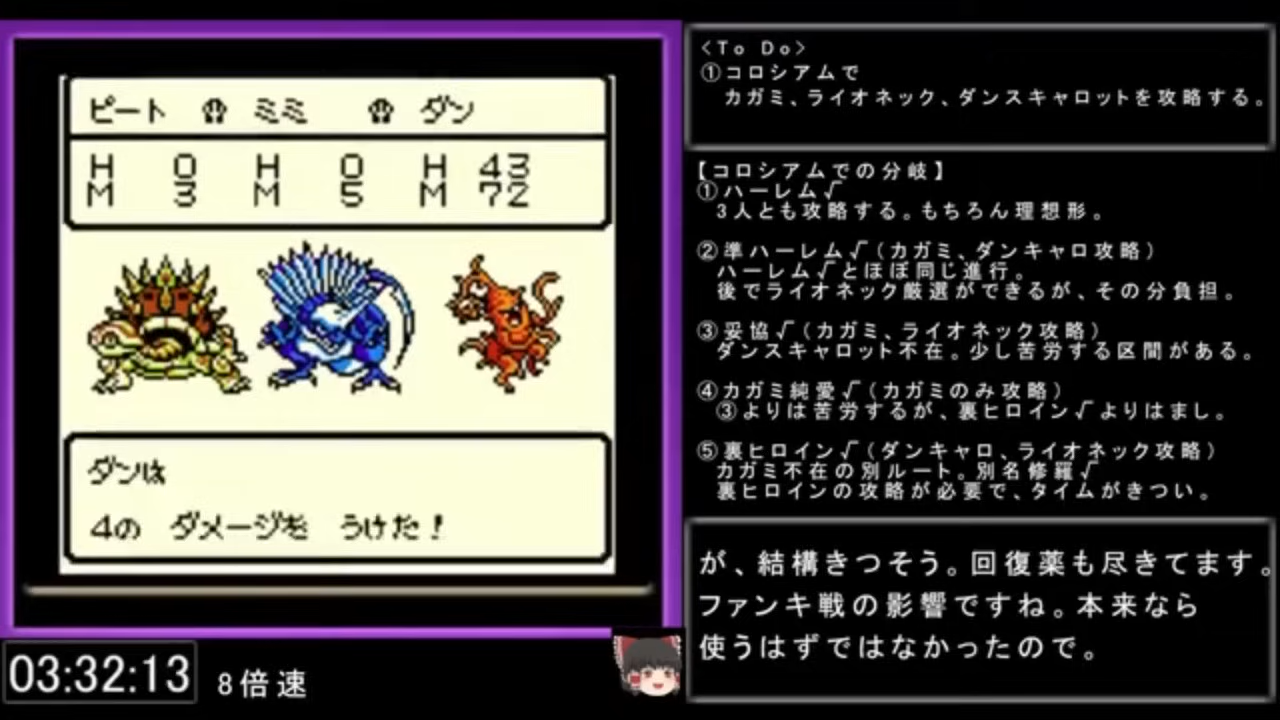 ピート ミミ ダン
H 0 H 0 H 43
M 3 M 5 M 72
ダンは
4の ダメージを うけた!
03:32:13
8倍速
<To Do>
①コロシアムで
カガミ、ライオネック、ダンスキャロットを攻略する。
【コロシアムでの分岐】
①ハーレム√
3人とも攻略する。もちろん理想形。
②準ハーレム√(カガミ、ダンキャロ攻略)
ハーレム√とほぼ同じ進行。
後でライオネック厳選ができるが、その分負担。
③妥協√(カガミ、ライオネック攻略)
ダンスキャロット不在。少し苦労する区間がある。
④カガミ純愛√(カガミのみ攻略)
③よりは苦労するが、裏ヒロイン√よりはまし。
⑤裏ヒロイン√(ダンキャロ、ライオネック攻略)
カガミ不在の別ルート。別名修羅√
裏ヒロインの攻略が必要で、タイムがきつい。
が、結構きつそう。回復薬も尽きてます。
ファンキ戦の影響ですね。本来なら
使うはずではなかったので。